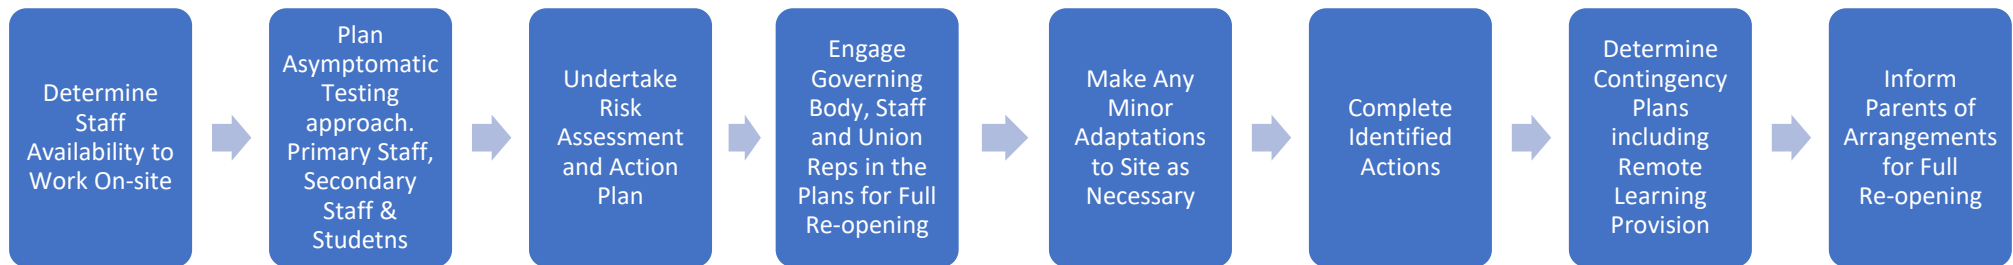 Determine
Staff
Availability to
Work On-site
Plan
Asymptomatic
Testing
approach.
Primary Staff,
Secondary
Staff &
Studetns
Undertake
Risk
Assessment
and Action
Plan
Engage
Governing
Body, Staff
and Union
Reps in the
Plans for Full
Re-opening
Make Any
Minor
Adaptations
to Site as
Necessary
Complete
Identified
Actions
Determine
Contingency
Plans
including
Remote
Learning
Provision
Inform
Parents of
Arrangements
for Full
Re-opening